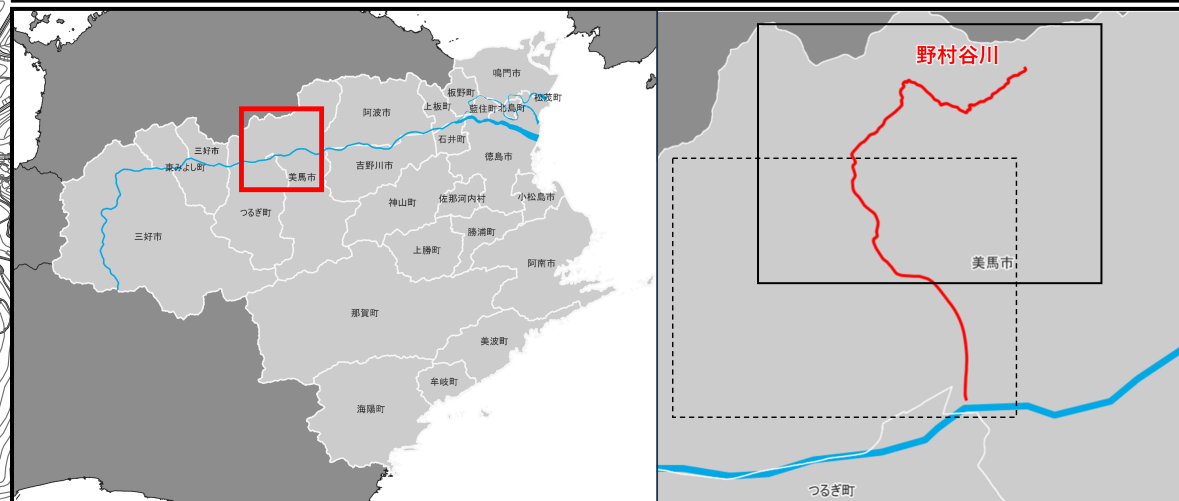 鳴門市
板野町
松茂町
上板町
藍住町
北島町
阿波市
石井町
三好市
徳島市
東みよし町
吉野川市
美馬市
佐那河内村
小松島市
神山町
つるぎ町
勝浦町
三好市
上勝町
阿南市
那賀町
美波町
牟岐町
海陽町
野村谷川
美馬市
つるぎ町